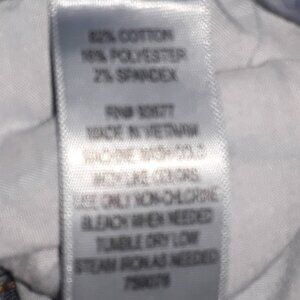 82% COTTON
16% POLYESTER
2% SPANDEX
MADE IN VIETNAM
MACHINE WASH COLD
WITH LIKE COLORS
USE ONLY NON-CHLORINE
BLEACH WHEN NEEDED
TUMBLE DRY LOW
STEAM IRON AS NEEDED